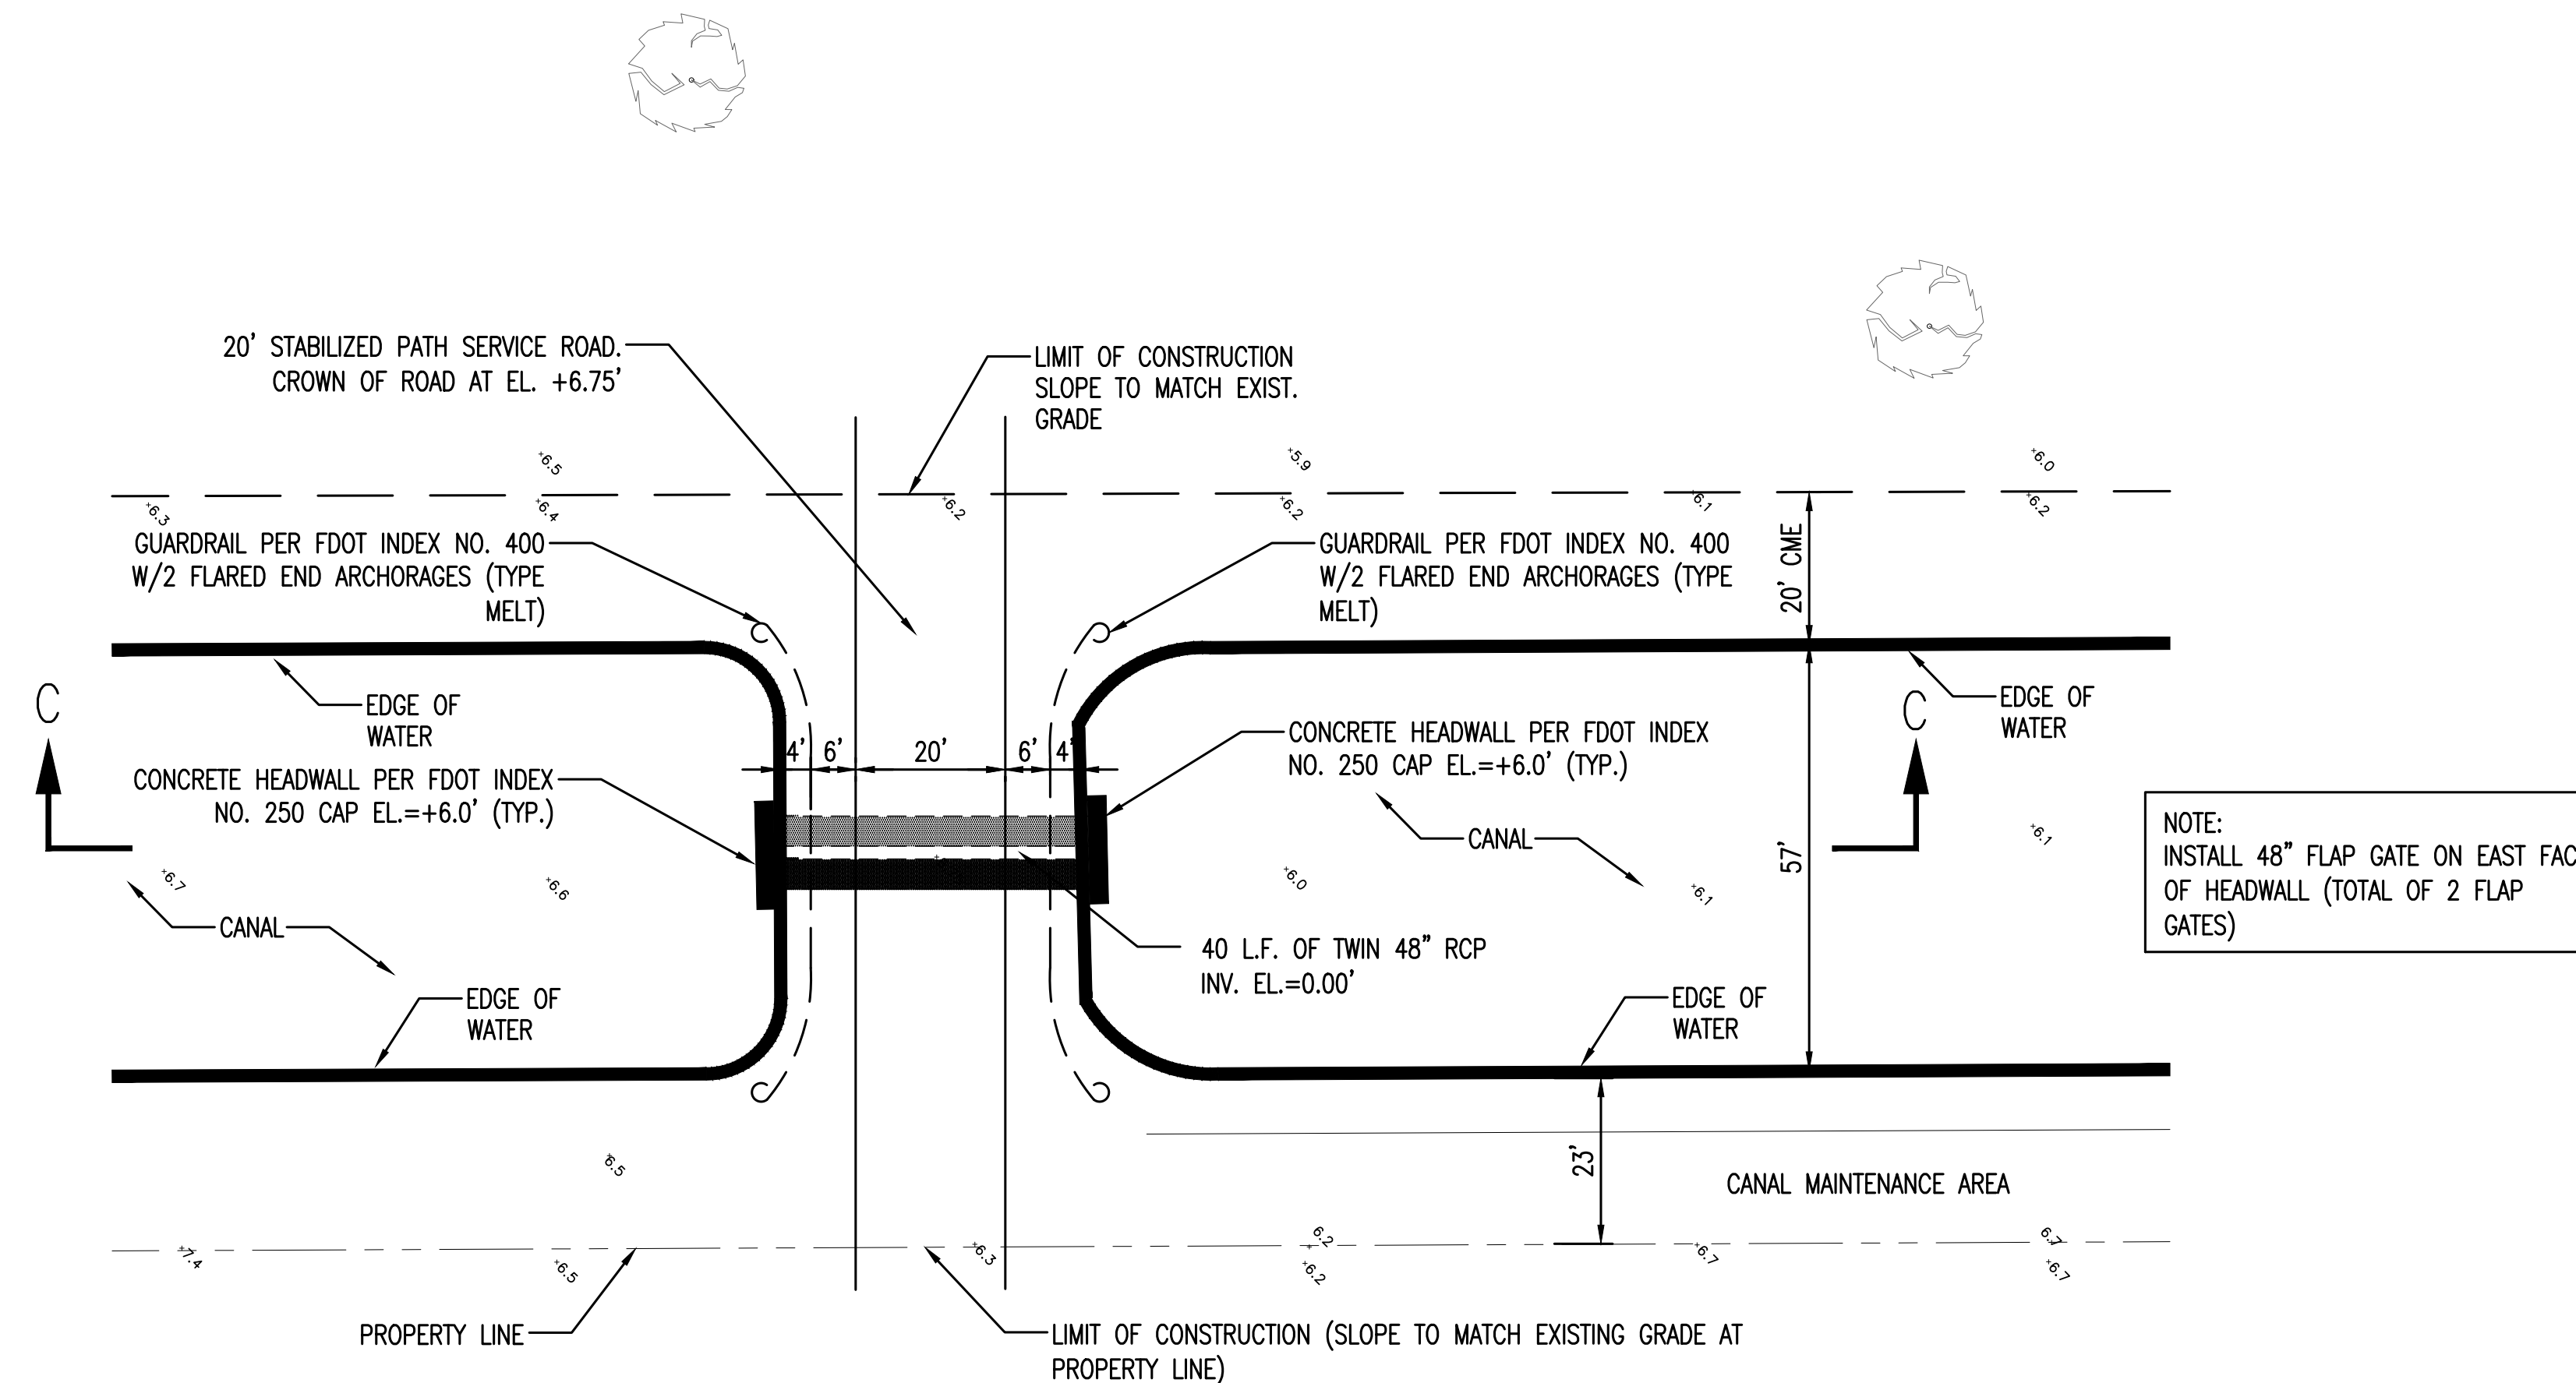 20' STABILIZED PATH SERVICE ROAD.
CROWN OF ROAD AT EL. +6.75'
LIMIT OF CONSTRUCTION
SLOPE TO MATCH EXIST.
GRADE
+6.5
+5.9
+6.0
+6.3
+6.4
+6.2
+6.2
+6.1
+6.2
GUARDRAIL PER FDOT INDEX NO. 400
W/2 FLARED END ARCHORAGES (TYPE
MELT)
GUARDRAIL PER FDOT INDEX NO. 400
W/2 FLARED END ARCHORAGES (TYPE
MELT)
20' CME
C
EDGE OF
WATER
EDGE OF
WATER
C
4' 6' 20' 6' 4'
CONCRETE HEADWALL PER FDOT INDEX
NO. 250 CAP EL.=+6.0' (TYP.)
CONCRETE HEADWALL PER FDOT INDEX
NO. 250 CAP EL.=+6.0' (TYP.)
CANAL
57'
+6.1
NOTE:
INSTALL 48" FLAP GATE ON EAST FAC
OF HEADWALL (TOTAL OF 2 FLAP
GATES)
+6.7
+6.6
+6.0
+6.1
CANAL
40 L.F. OF TWIN 48" RCP
INV. EL.=0.00'
EDGE OF
WATER
EDGE OF
WATER
23'
6.5
CANAL MAINTENANCE AREA
+7.4
+6.5
+6.3
6.2
+6.2
+6.7
6.7
+6.7
PROPERTY LINE
LIMIT OF CONSTRUCTION (SLOPE TO MATCH EXISTING GRADE AT
PROPERTY LINE)